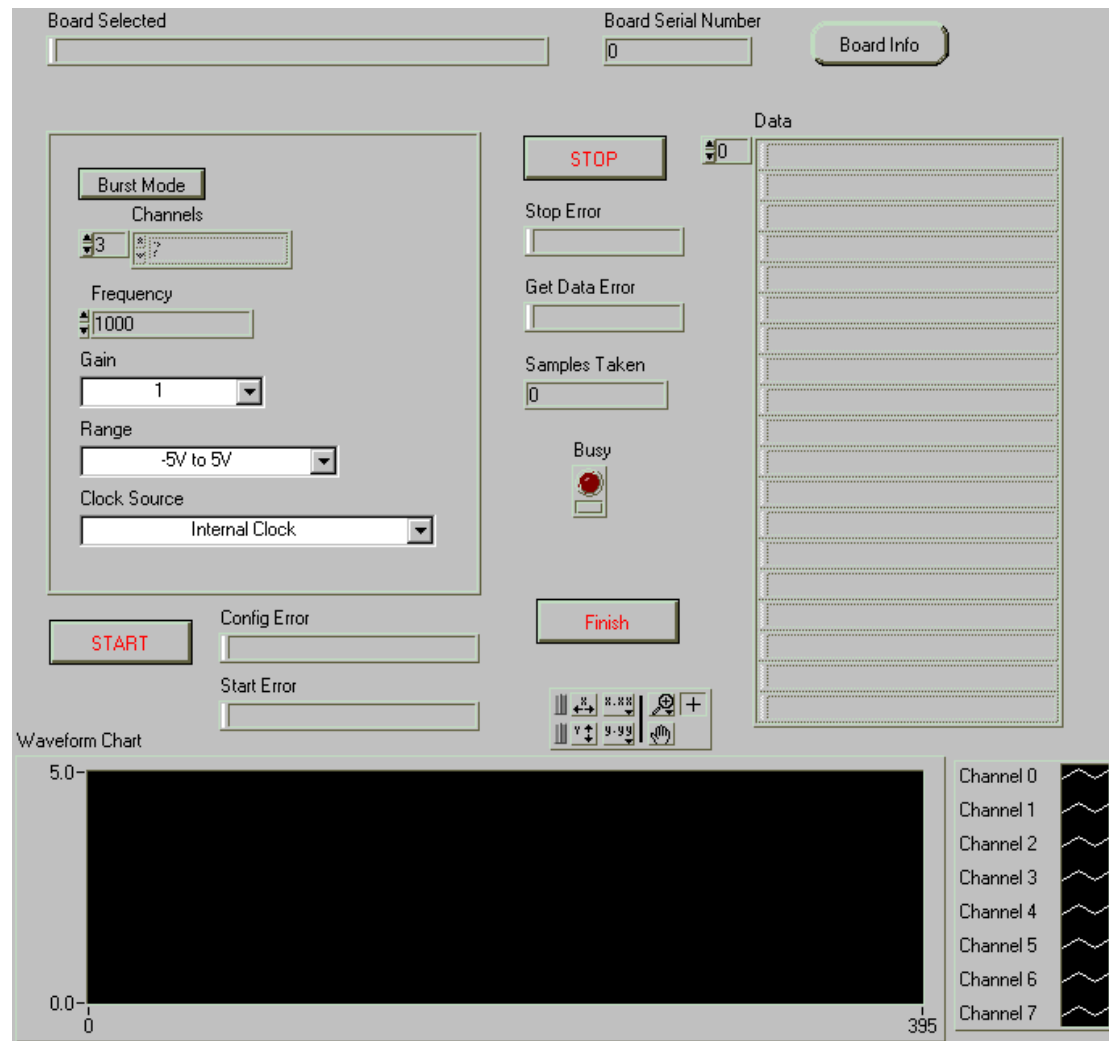 Board Selected
Board Serial Number
0
Board Info
Data
0
Burst Mode
Channels
3
?
Frequency
1000
Gain
1
Range
-5V to 5V
Clock Source
Internal Clock
STOP
Stop Error
Get Data Error
Samples Taken
0
Busy
START
Config Error
Start Error
Finish
X
X.XX
Y
Y.YY
Waveform Chart
5.0
0.0
0
395
Channel 0
Channel 1
Channel 2
Channel 3
Channel 4
Channel 5
Channel 6
Channel 7